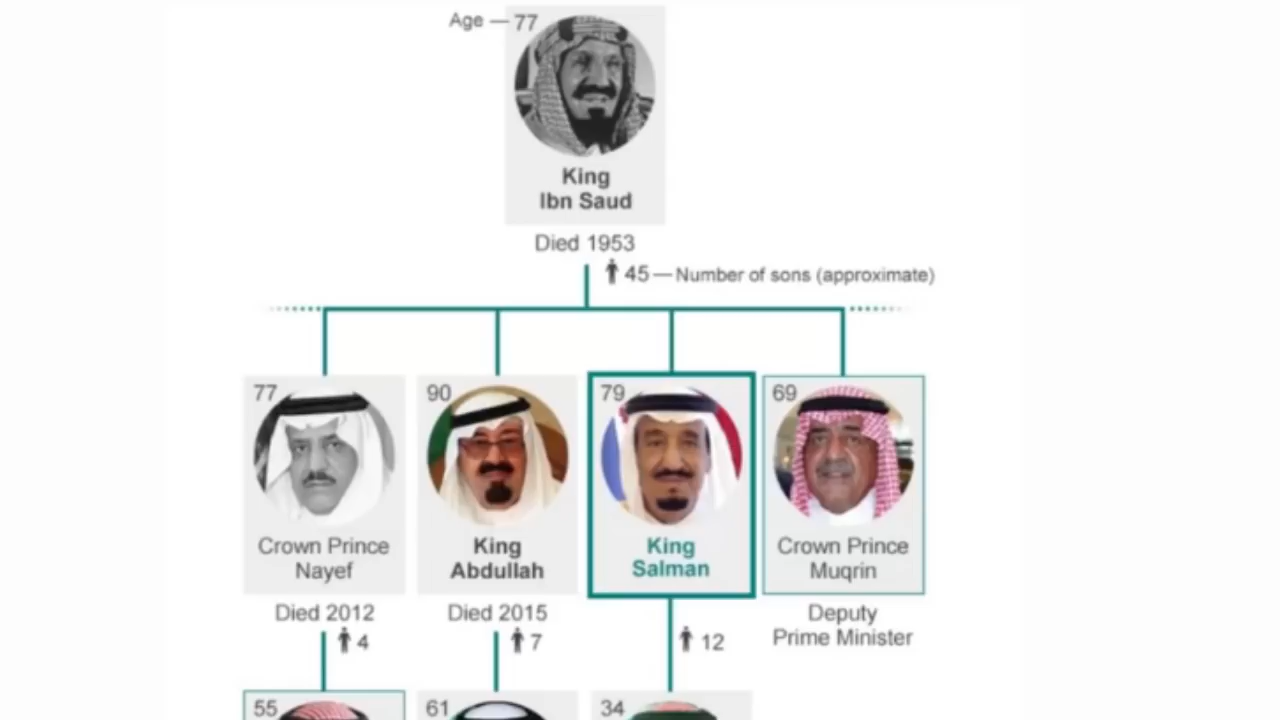 Age — 77
King
Ibn Saud
Died 1953
45 — Number of sons (approximate)
77
90
79
69
Crown Prince
Nayef
King
Abdullah
King
Salman
Crown Prince
Muqrin
Died 2012
Died 2015
Deputy
Prime Minister
4
7
12
55
61
34